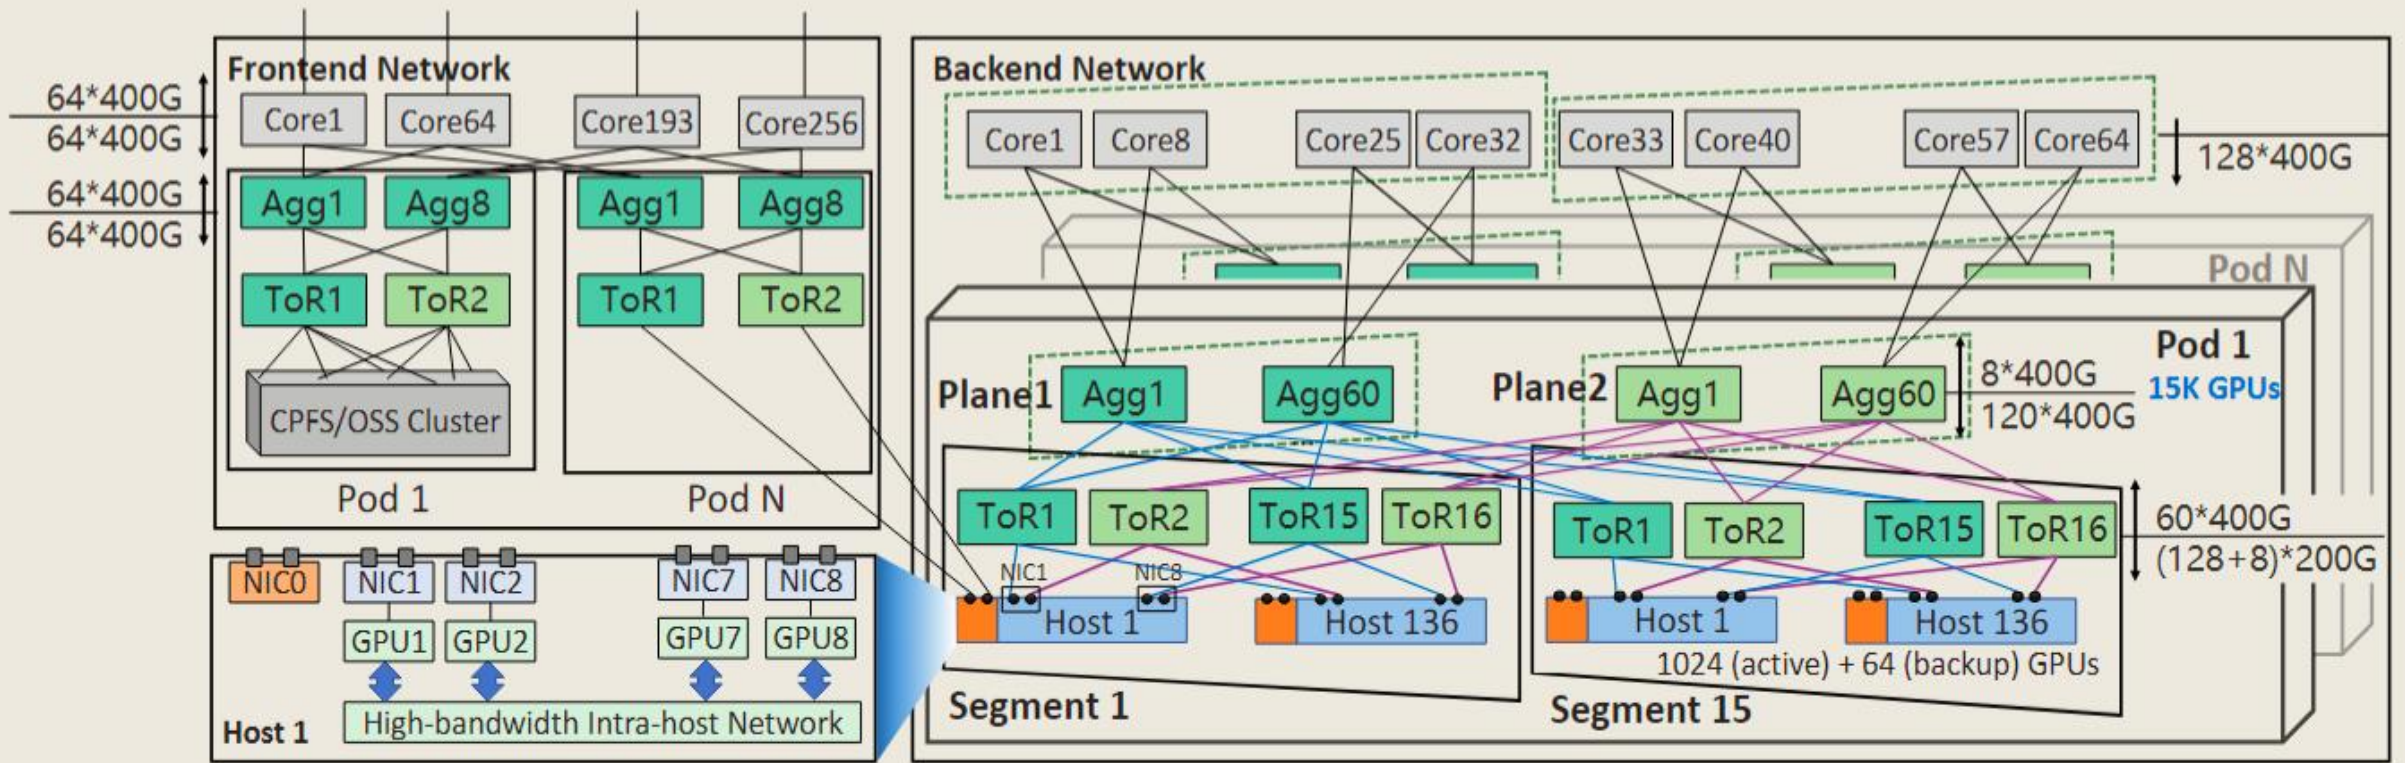 Frontend Network
64*400G
64*400G
Core1
Core64
Core193
Core256
64*400G
64*400G
Agg1
Agg8
Agg1
Agg8
ToR1
ToR2
ToR1
ToR2
CPFS/OSS Cluster
Pod 1
Pod N
NIC0
NIC1
NIC2
NIC7
NIC8
GPU1
GPU2
GPU7
GPU8
High-bandwidth Intra-host Network
Host 1
Backend Network
Core1
Core8
Core25
Core32
Core33
Core40
Core57
Core64
128*400G
Pod N
Pod 1
15K GPUs
Plane1
Agg1
Agg60
Plane2
Agg1
Agg60
8*400G
120*400G
ToR1
ToR2
ToR15
ToR16
ToR1
ToR2
ToR15
ToR16
60*400G
(128+8)*200G
NIC1
NIC8
Host 1
Host 136
Host 1
Host 136
1024 (active) + 64 (backup) GPUs
Segment 1
Segment 15